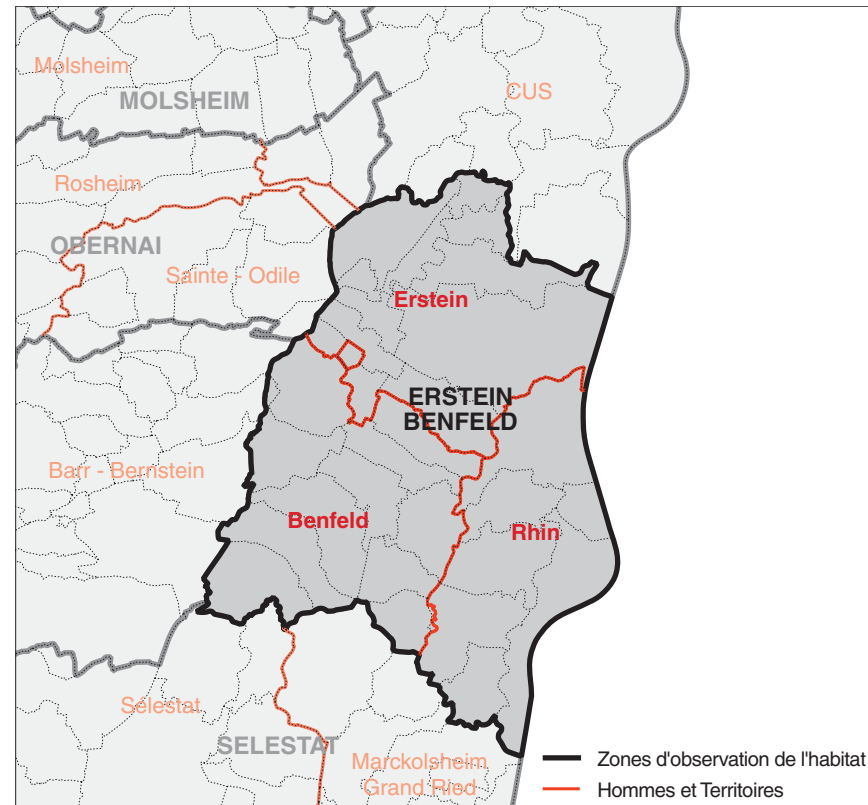 Molsheim
MOLSHEIM
CUS
Rosheim
OBERNAI
Sainte - Odile
Erstein
ERSTEIN
BENFELD
Barr - Bernstein
Benfeld
Rhin
Sélestat
SELESTAT
Marckolsheim
Grand Ried
Zones d'observation de l'habitat
Hommes et Territoires